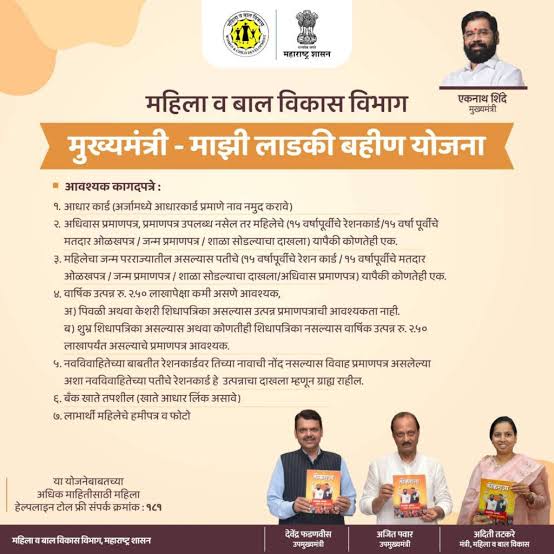 महिला व बाल विकास
WOMEN & CHILD DEVELOPMENT
महाराष्ट्र शासन
एकनाथ शिंदे
मुख्यमंत्री
महिला व बाल विकास विभाग
मुख्यमंत्री - माझी लाडकी बहीण योजना
आवश्यक कागदपत्रे :
१. आधार कार्ड (अर्जामध्ये आधारकार्ड प्रमाणे नाव नमुद करावे)
२. अधिवास प्रमाणपत्र, प्रमाणपत्र उपलब्ध नसेल तर महिलेचे (१५ वर्षापूर्वीचे रेशनकार्ड/१५ वर्षा पूर्वीचे
मतदार ओळखपत्र / जन्म प्रमाणपत्र / शाळा सोडल्याचा दाखला) यापैकी कोणतेही एक.
३. महिलेचा जन्म परराज्यातील असल्यास पतीचे (१५ वर्षापूर्वीचे रेशन कार्ड / १५ वर्षापूर्वीचे मतदार
ओळखपत्र / जन्म प्रमाणपत्र / शाळा सोडल्याचा दाखला/अधिवास प्रमाणपत्र) यापैकी कोणतेही एक.
४. वार्षिक उत्पन्न रु. २.५० लाखापेक्षा कमी असणे आवश्यक,
अ) पिवळी अथवा केशरी शिधापत्रिका असल्यास उत्पन्न प्रमाणपत्राची आवश्यकता नाही.
ब) शुभ्र शिधापत्रिका असल्यास अथवा कोणतीही शिधापत्रिका नसल्यास वार्षिक उत्पन्न रु. २.५०
लाखापर्यंत असल्याचे प्रमाणपत्र आवश्यक.
५. नवविवाहितेच्या बाबतीत रेशनकार्डवर तिच्या नावाची नोंद नसल्यास विवाह प्रमाणपत्र असलेल्या
अशा नवविवाहितेच्या पतीचे रेशनकार्ड हे उत्पन्नाचा दाखला म्हणून ग्राह्य राहील.
६. बँक खाते तपशील (खाते आधार लिंक असावे)
७. लाभार्थी महिलेचे हमीपत्र व फोटो
या योजनेबाबतच्या
अधिक माहितीसाठी महिला
हेल्पलाइन टोल फ्री संपर्क क्रमांक : १८१
महिला व बाल विकास विभाग, महाराष्ट्र शासन
देवेंद्र फडणवीस
उपमुख्यमंत्री
अजित पवार
उपमुख्यमंत्री
अदिती तटकरे
मंत्री, महिला व बाल विकास